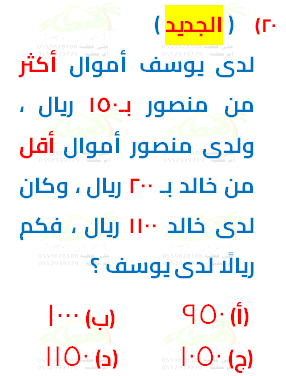 (٢٠ ( الجديد )
لدى يوسف أموال أكثر
من منصور بـ١٥٠ ريال ،
ولدى منصور أموال أقل
من خالد بـ ٢٠٠ ريال ، وكان
لدى خالد ١١٠٠ ريال ، فكم
ريالًا لدى يوسف ؟
(أ) ٩٥٠ (ب) ١٠٠٠
(ج) ١٠٥٠ (د) ١١٥٠